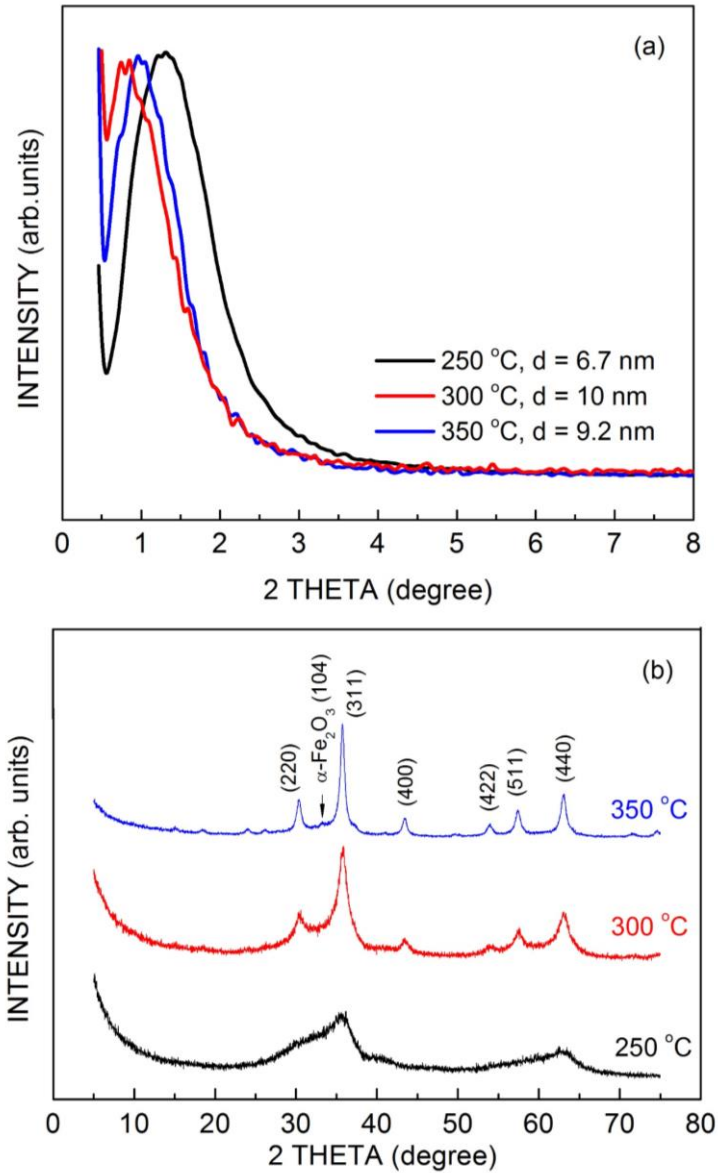 (a)
INTENSITY (arb.units)
250 °C, d = 6.7 nm
300 °C, d = 10 nm
350 °C, d = 9.2 nm
0 1 2 3 4 5 6 7 8
2 THETA (degree)
(b)
INTENSITY (arb. units)
(220)
α-Fe₂O₃ (104)
(311)
(400)
(422)
(511)
(440)
350 °C
300 °C
250 °C
0 10 20 30 40 50 60 70 80
2 THETA (degree)